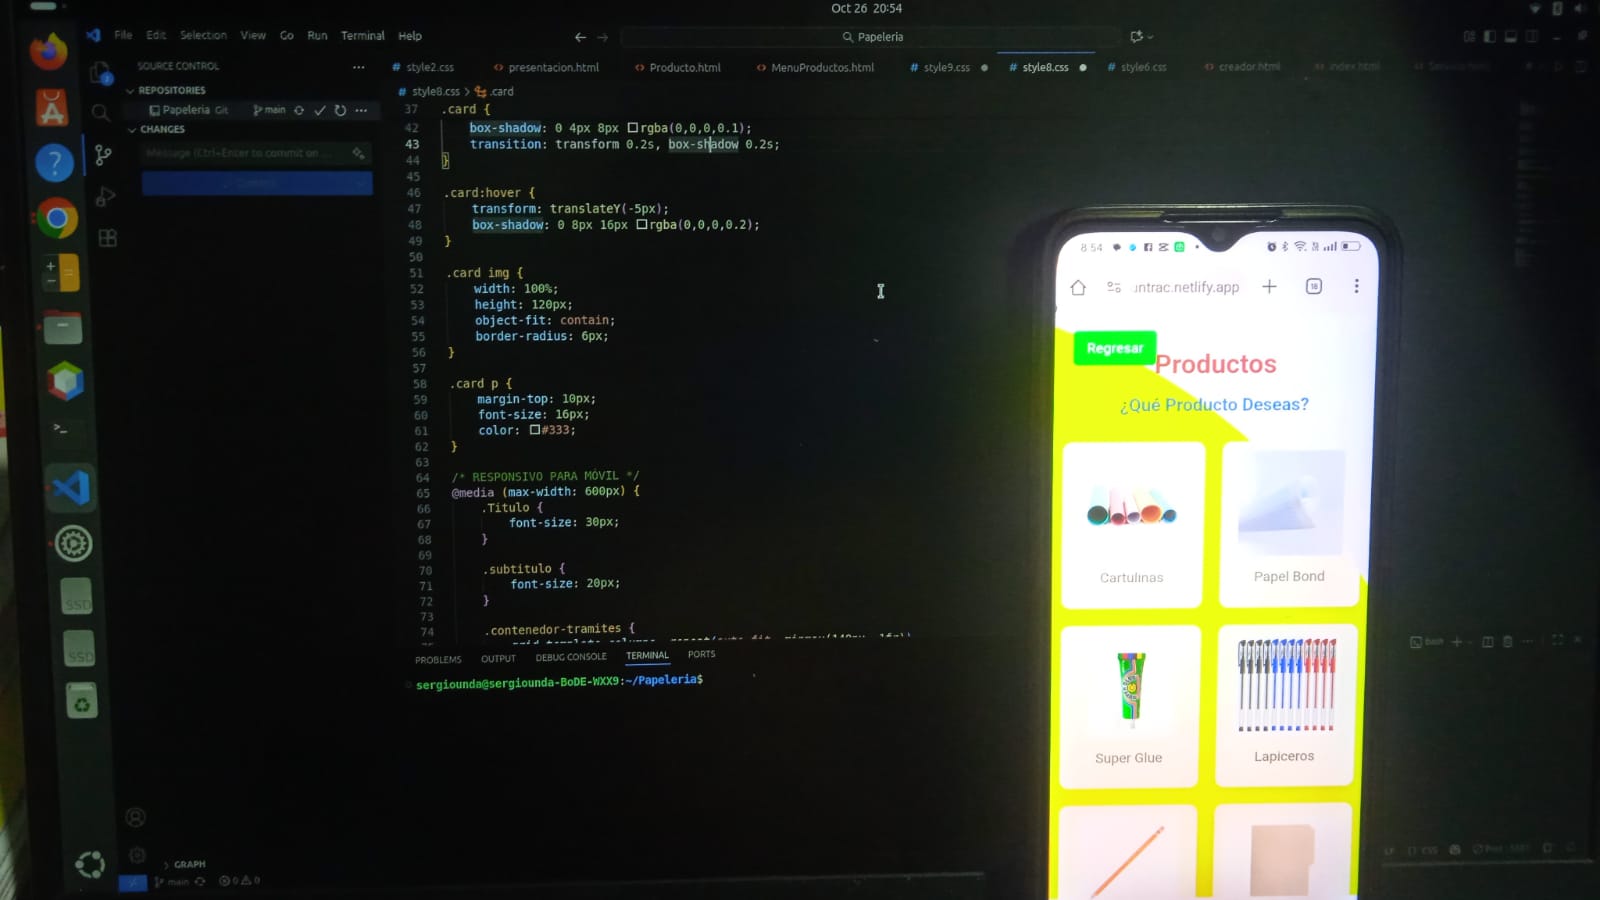 Oct 26 20:54
File Edit Selection View Go Run Terminal Help
Papeleria
SOURCE CONTROL
style2.css presentacion.html Producto.html MenuProductos.html style9.css style8.css style6.css creador.html index.html
REPOSITORIES
Papeleria Git main
CHANGES
Message (Ctrl+Enter to commit on ...
style8.css > .card
37 .card {
42 box-shadow: 0 4px 8px rgba(0,0,0,0.1);
43 transition: transform 0.2s, box-shadow 0.2s;
44 }
45
46 .card:hover {
47 transform: translateY(-5px);
48 box-shadow: 0 8px 16px rgba(0,0,0,0.2);
49 }
50
51 .card img {
52 width: 100%;
53 height: 120px;
54 object-fit: contain;
55 border-radius: 6px;
56 }
57
58 .card p {
59 margin-top: 10px;
60 font-size: 16px;
61 color: #333;
62 }
63
64 /* RESPONSIVO PARA MÓVIL */
65 @media (max-width: 600px) {
66 .Titulo {
67 font-size: 30px;
68 }
69
70 .subtitulo {
71 font-size: 20px;
72 }
73
74 .contenedor-tramites {
PROBLEMS OUTPUT DEBUG CONSOLE TERMINAL PORTS
bash
sergiounda@sergiounda-BoDE-WXX9:~/Papeleria$
SSD
SSD
GRAPH
main 0 0
LF CSS
8:54
untrac.netlify.app
18
Regresar
Productos
¿Qué Producto Deseas?
Cartulinas
Papel Bond
Super Glue
Lapiceros